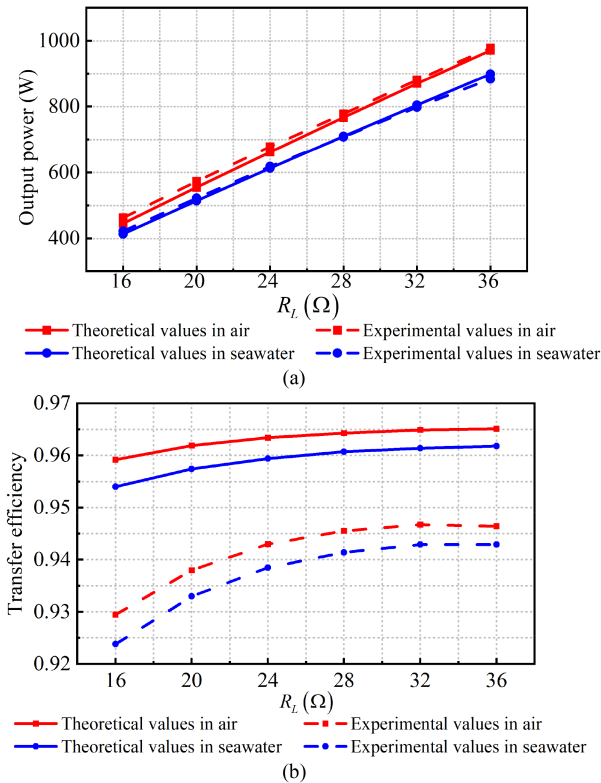 1000
800
600
400
Output power (W)
16 20 24 28 32 36
R_L (Ω)
Theoretical values in air Experimental values in air
Theoretical values in seawater Experimental values in seawater
(a)
0.97
0.96
0.95
0.94
0.93
0.92
Transfer efficiency
16 20 24 28 32 36
R_L (Ω)
Theoretical values in air Experimental values in air
Theoretical values in seawater Experimental values in seawater
(b)